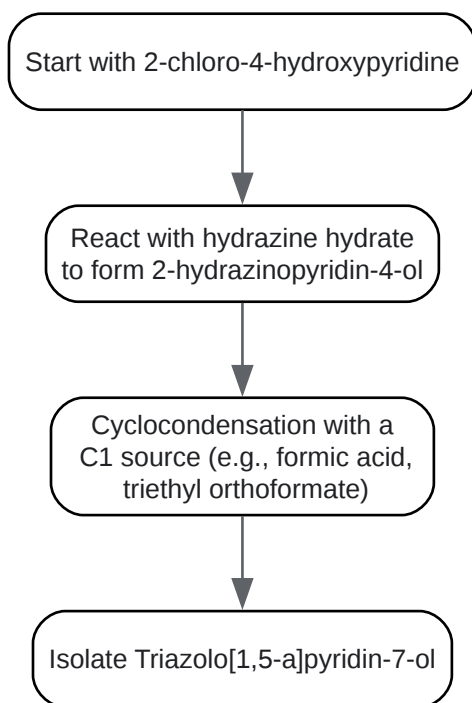 Start with 2-chloro-4-hydroxypyridine
React with hydrazine hydrate
to form 2-hydrazinopyridin-4-ol
Cyclocondensation with a
C1 source (e.g., formic acid,
triethyl orthoformate)
Isolate Triazolo[1,5-a]pyridin-7-ol